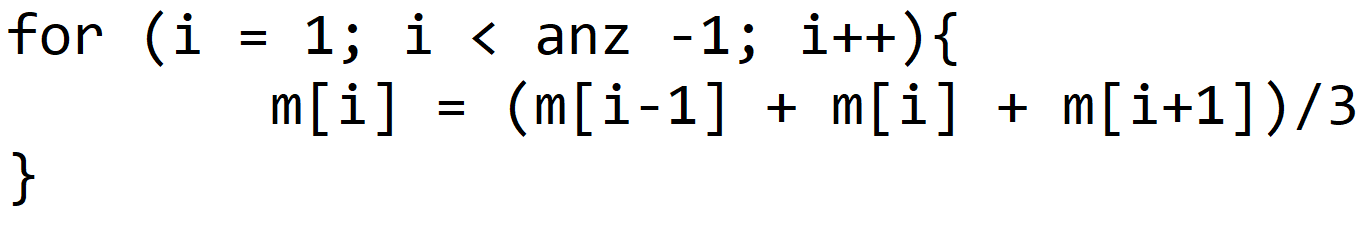 for (i = 1; i < anz -1; i++){
        m[i] = (m[i-1] + m[i] + m[i+1])/3
}